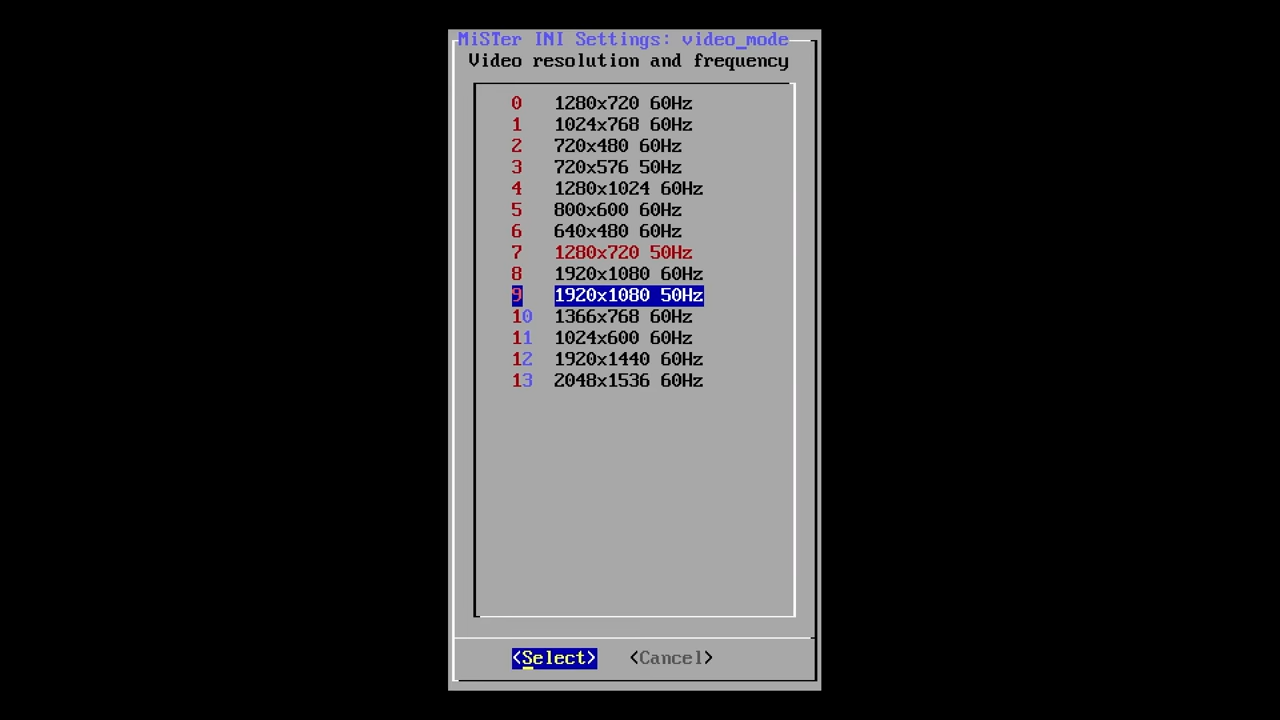 MiSTer INI Settings: video_mode
Video resolution and frequency
0 1280x720 60Hz
1 1024x768 60Hz
2 720x480 60Hz
3 720x576 50Hz
4 1280x1024 60Hz
5 800x600 60Hz
6 640x480 60Hz
7 1280x720 50Hz
8 1920x1080 60Hz
9 1920x1080 50Hz
10 1366x768 60Hz
11 1024x600 60Hz
12 1920x1440 60Hz
13 2048x1536 60Hz
<Select> <Cancel>